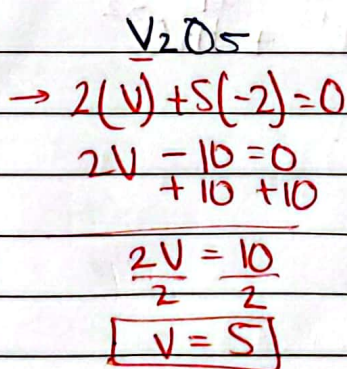 V2O5
→ 2(V) + 5(-2) = 0
2V - 10 = 0
+ 10 + 10
2V = 10
2 2
V = 5